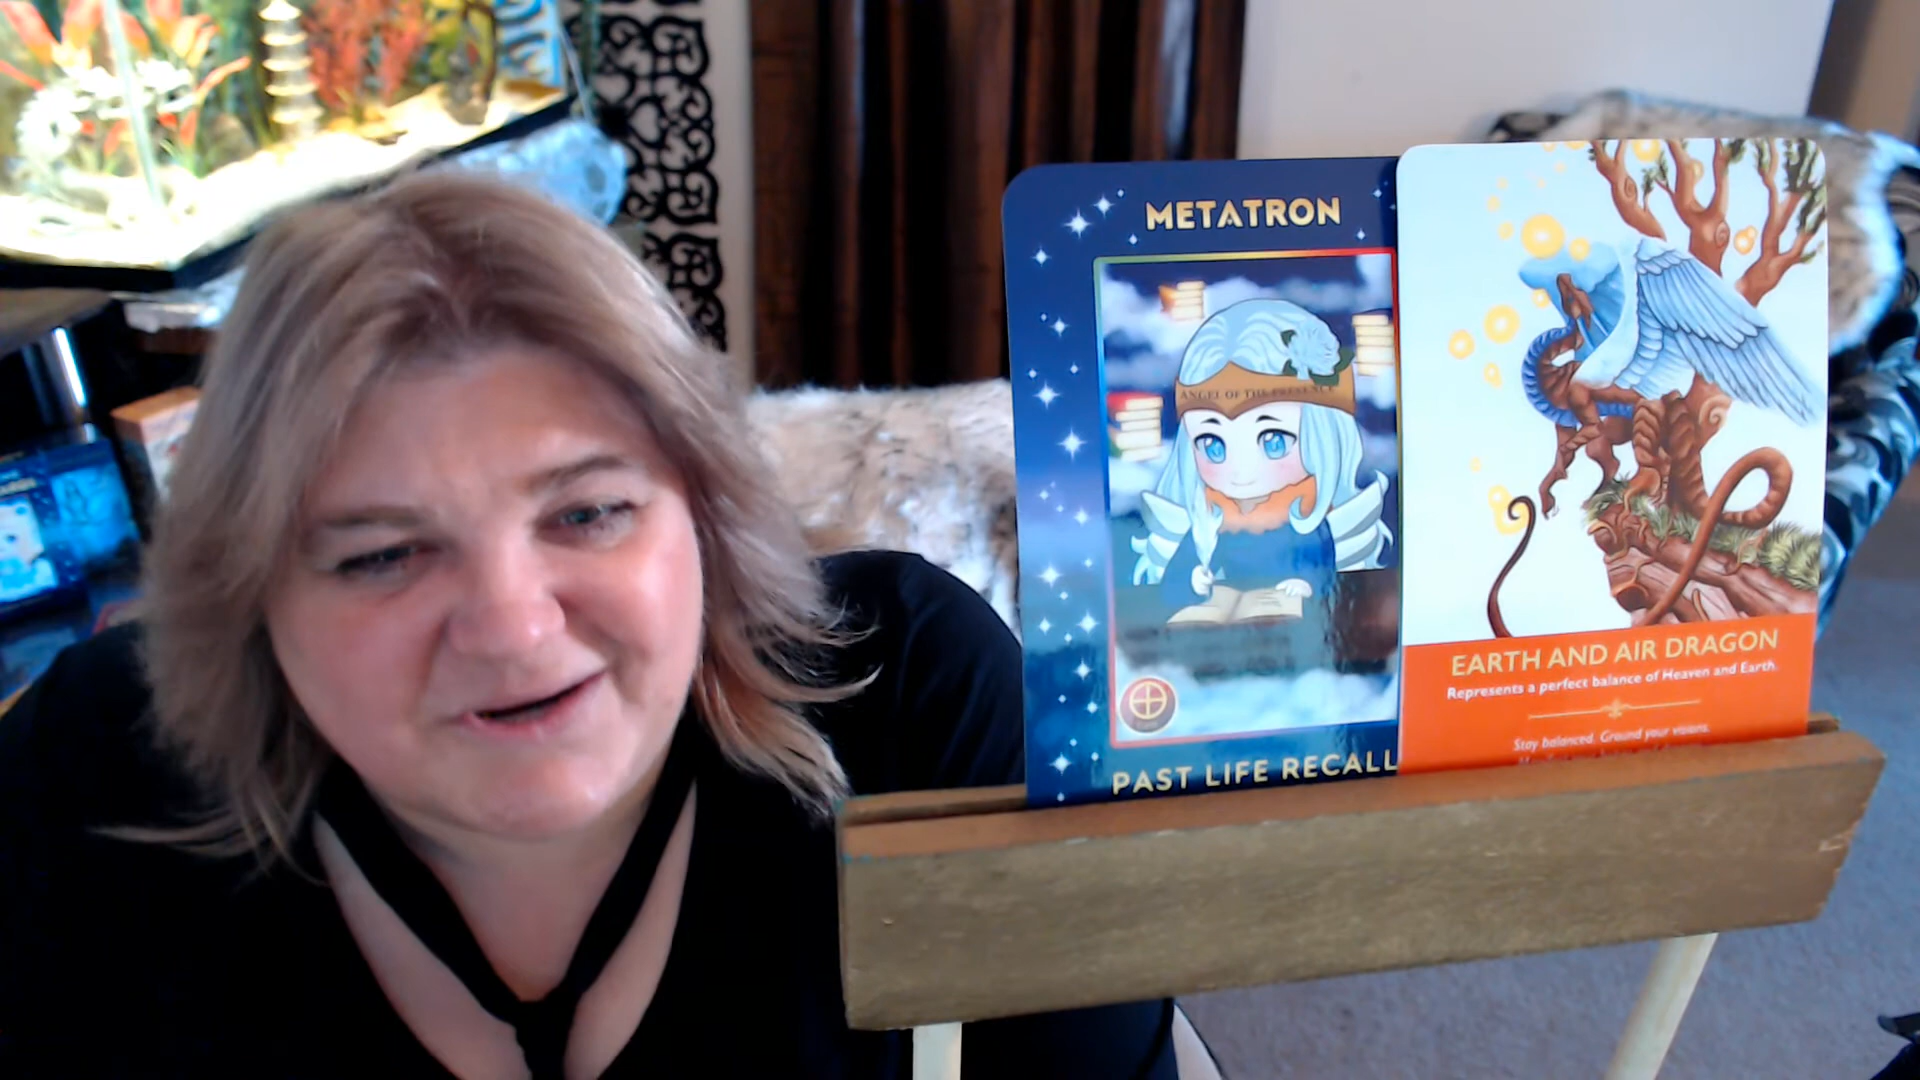 METATRON
ANGEL OF THE PRESENCE
PAST LIFE RECALL
EARTH AND AIR DRAGON
Represents a perfect balance of Heaven and Earth.
Stay balanced. Ground your visions.